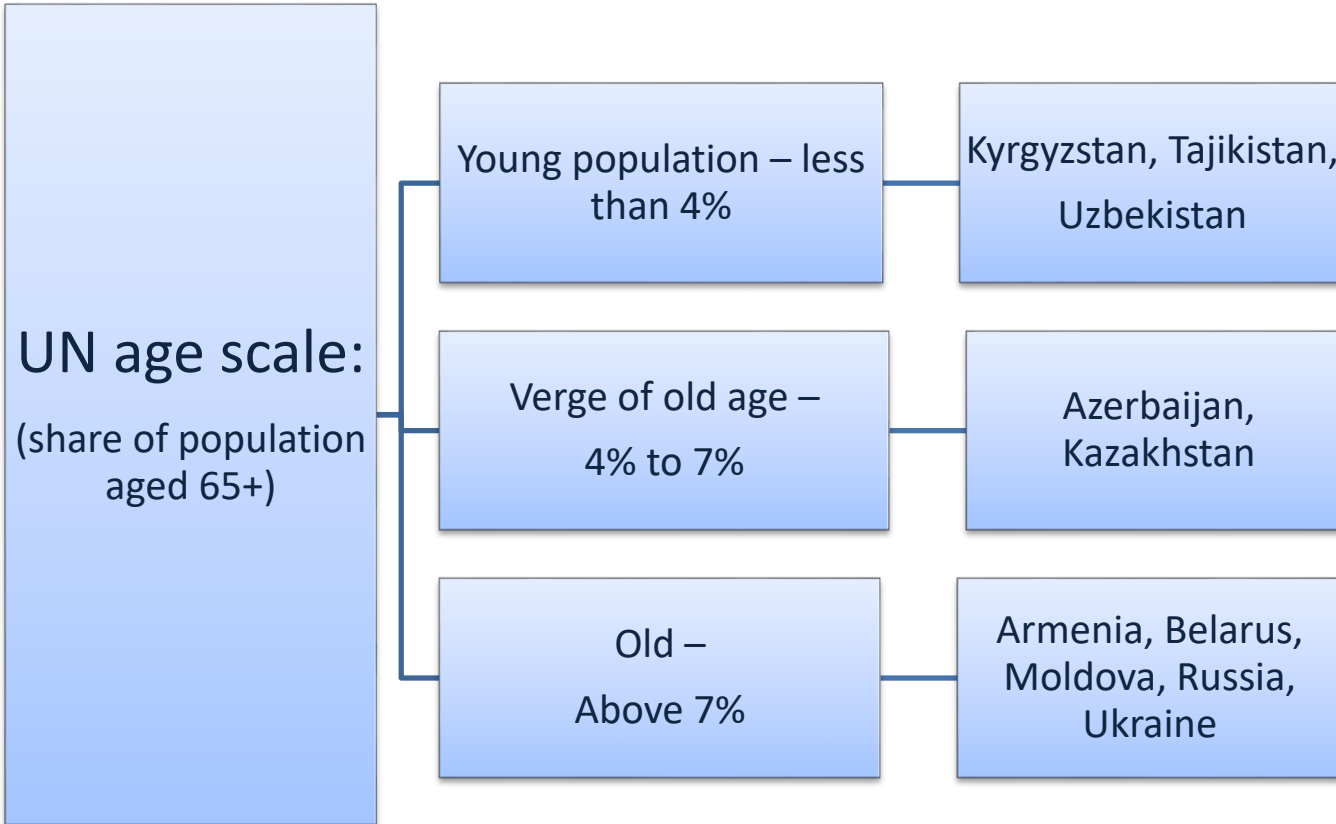 UN age scale:
(share of population
aged 65+)
Young population – less
than 4%
Kyrgyzstan, Tajikistan,
Uzbekistan
Verge of old age –
4% to 7%
Azerbaijan,
Kazakhstan
Old –
Above 7%
Armenia, Belarus,
Moldova, Russia,
Ukraine